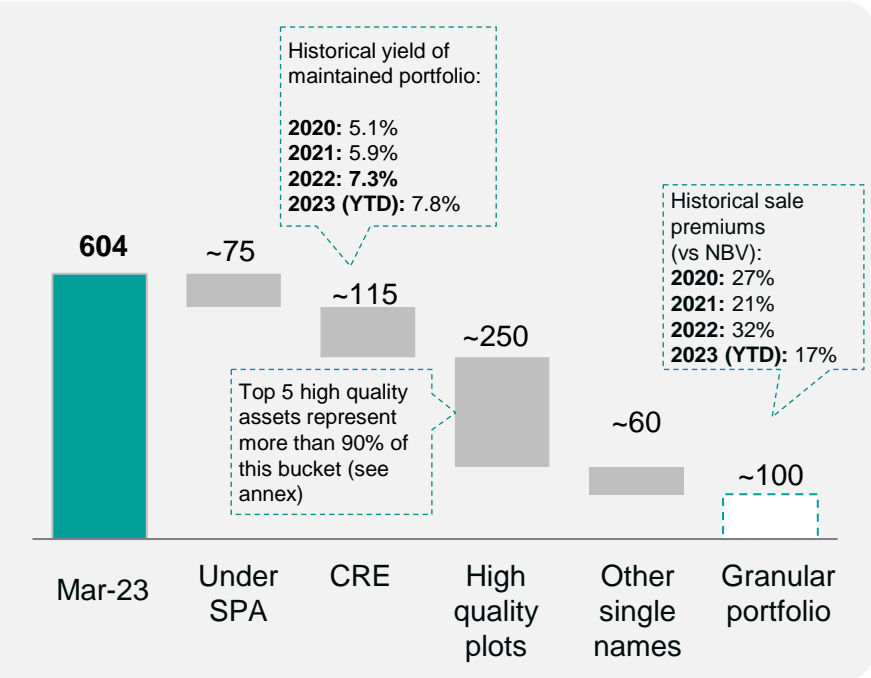 Historical yield of
maintained portfolio:
2020: 5.1%
2021: 5.9%
2022: 7.3%
2023 (YTD): 7.8%
Historical sale
premiums
(vs NBV):
2020: 27%
2021: 21%
2022: 32%
2023 (YTD): 17%
604
~75
~115
~250
~60
~100
Top 5 high quality
assets represent
more than 90% of
this bucket (see
annex)
Mar-23
Under
SPA
CRE
High
quality
plots
Other
single
names
Granular
portfolio